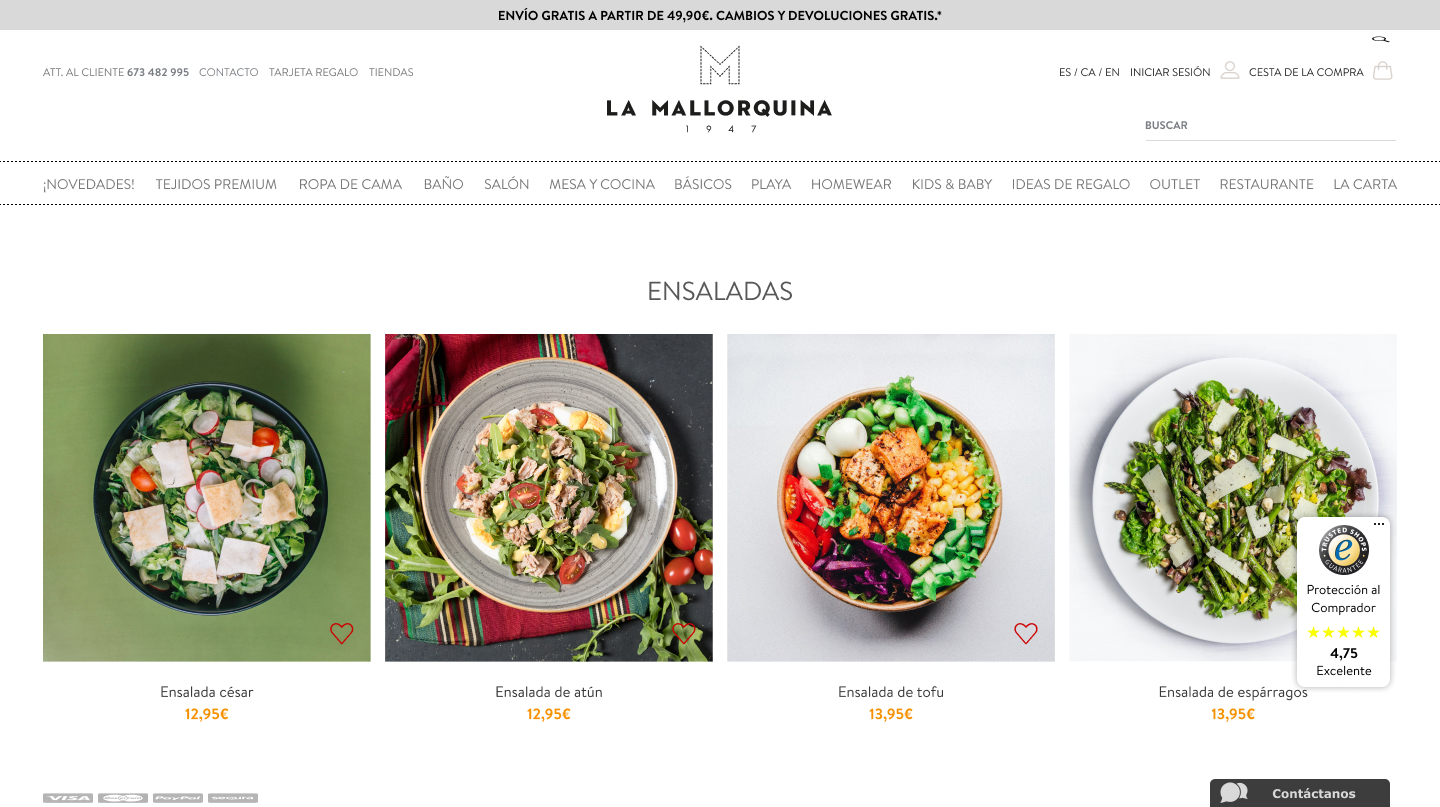 ENVÍO GRATIS A PARTIR DE 49,90€. CAMBIOS Y DEVOLUCIONES GRATIS.*
ATT. AL CLIENTE 673 482 995 CONTACTO TARJETA REGALO TIENDAS
M
LA MALLORQUINA
1947
ES / CA / EN INICIAR SESIÓN CESTA DE LA COMPRA
BUSCAR
¡NOVEDADES! TEJIDOS PREMIUM ROPA DE CAMA BAÑO SALÓN MESA Y COCINA BÁSICOS PLAYA HOMEWEAR KIDS & BABY IDEAS DE REGALO OUTLET RESTAURANTE LA CARTA
ENSALADAS
Ensalada césar
12,95€
Ensalada de atún
12,95€
Ensalada de tofu
13,95€
Ensalada de espárragos
13,95€
TRUSTED SHOPS
e
GUARANTEE
Protección al
Comprador
4,75
Excelente
VISA PayPal segura
Contáctanos